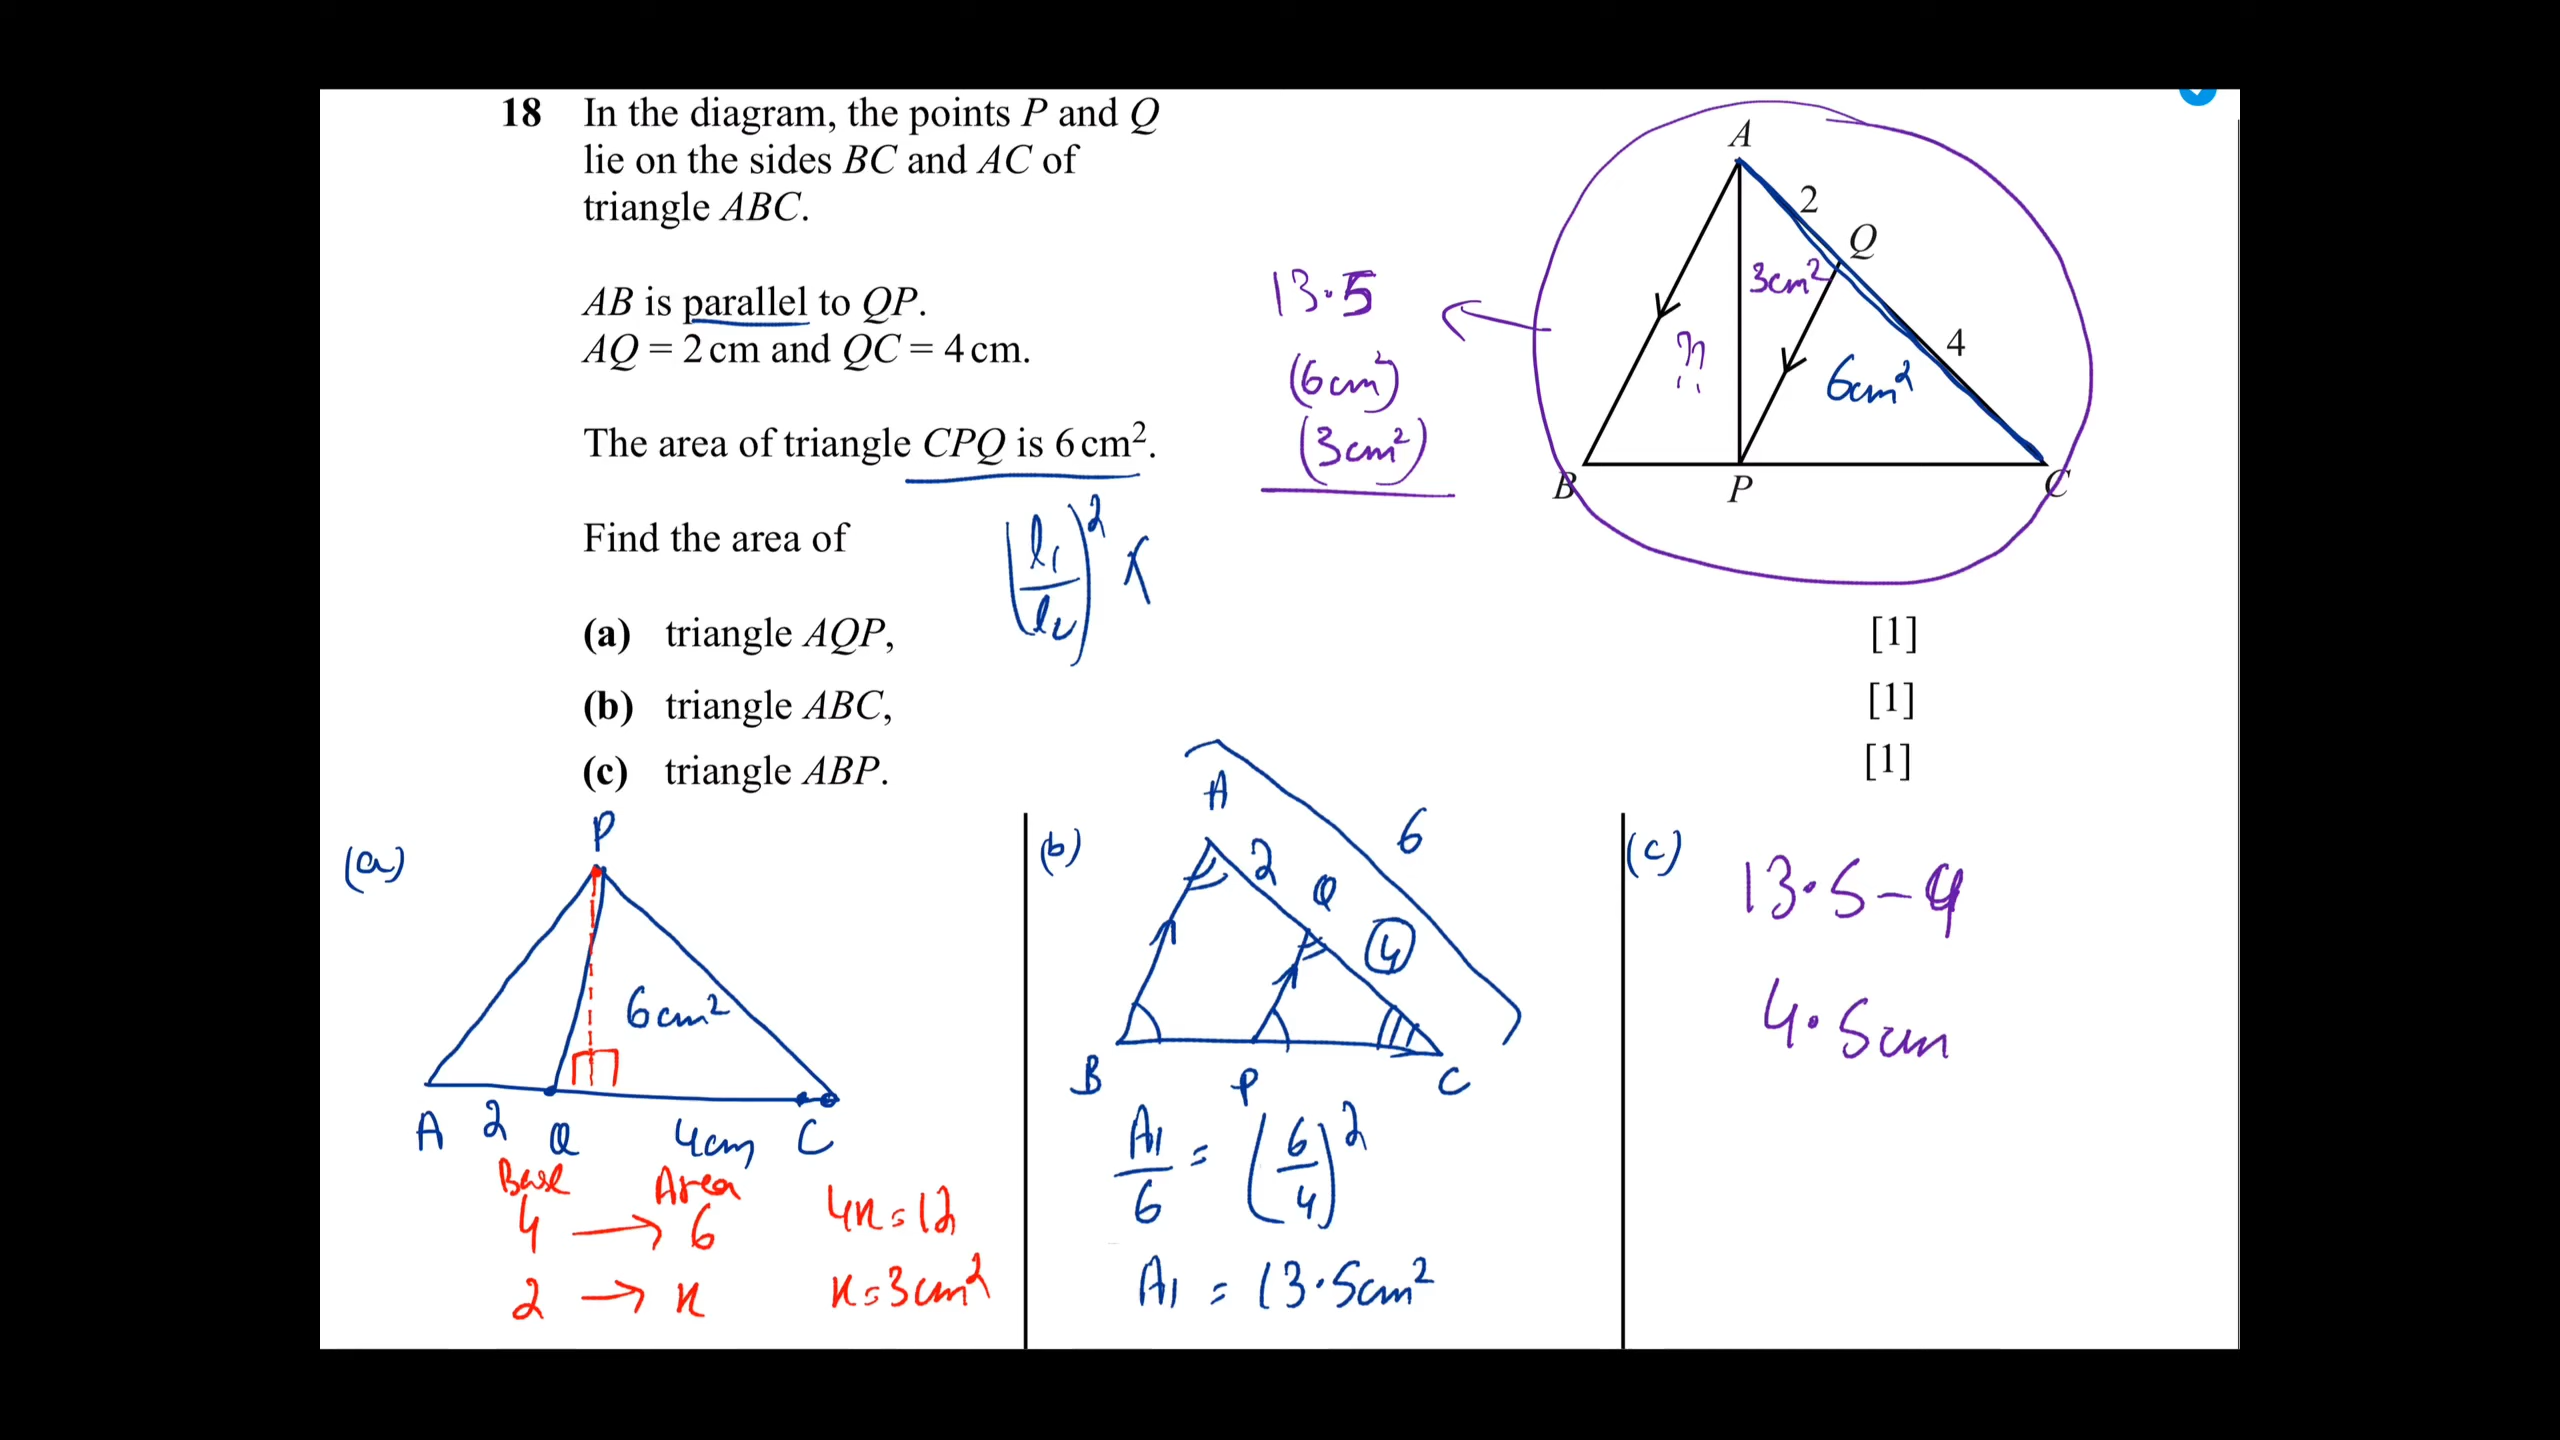 18 In the diagram, the points P and Q
lie on the sides BC and AC of
triangle ABC.
AB is parallel to QP.
AQ = 2 cm and QC = 4 cm.
The area of triangle CPQ is 6 cm².
Find the area of
(l₁/l₂)²
(a) triangle AQP, [1]
(b) triangle ABC, [1]
(c) triangle ABP. [1]
13.5
(6cm²)
(3cm²)
A
2
Q
3cm²
??
4
6cm²
B P C
(a)
P
6cm²
A 2 Q 4cm C
Base Area
4 → 6
2 → x
4x = 12
x = 3cm²
(b)
A
2
Q
4
6
B P C
A₁/6 = (6/4)²
A₁ = 13.5cm²
(c)
13.5 - 9
4.5cm